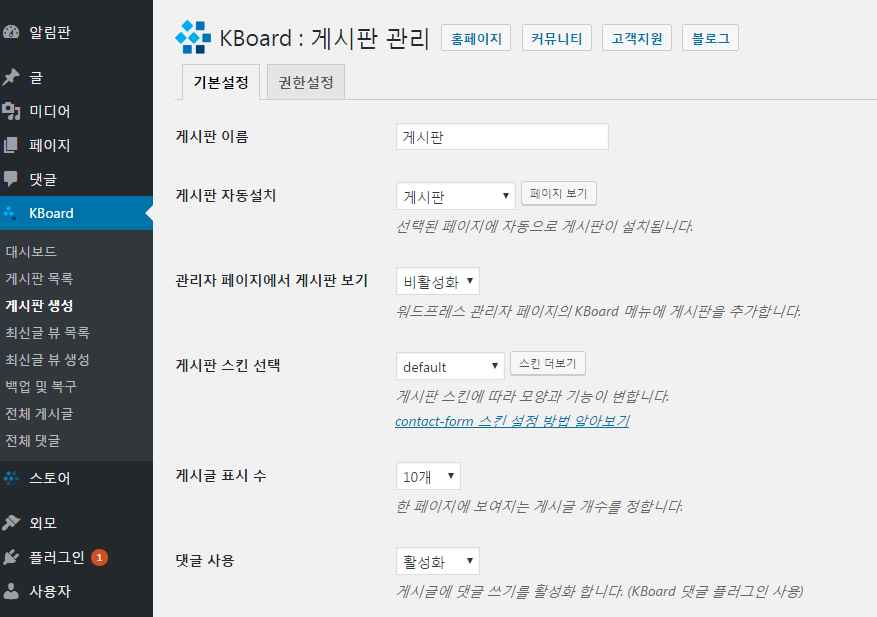 알림판
글
미디어
페이지
댓글
KBoard
대시보드
게시판 목록
게시판 생성
최신글 뷰 목록
최신글 뷰 생성
백업 및 복구
전체 게시글
전체 댓글
스토어
외모
플러그인 1
사용자
KBoard : 게시판 관리 홈페이지 커뮤니티 고객지원 블로그
기본설정 권한설정
게시판 이름 게시판
게시판 자동설치 게시판 페이지 보기
선택된 페이지에 자동으로 게시판이 설치됩니다.
관리자 페이지에서 게시판 보기 비활성화
워드프레스 관리자 페이지의 KBoard 메뉴에 게시판을 추가합니다.
게시판 스킨 선택 default 스킨 더보기
게시판 스킨에 따라 모양과 기능이 변합니다.
contact-form 스킨 설정 방법 알아보기
게시글 표시 수 10개
한 페이지에 보여지는 게시글 개수를 정합니다.
댓글 사용 활성화
게시글에 댓글 쓰기를 활성화 합니다. (KBoard 댓글 플러그인 사용)